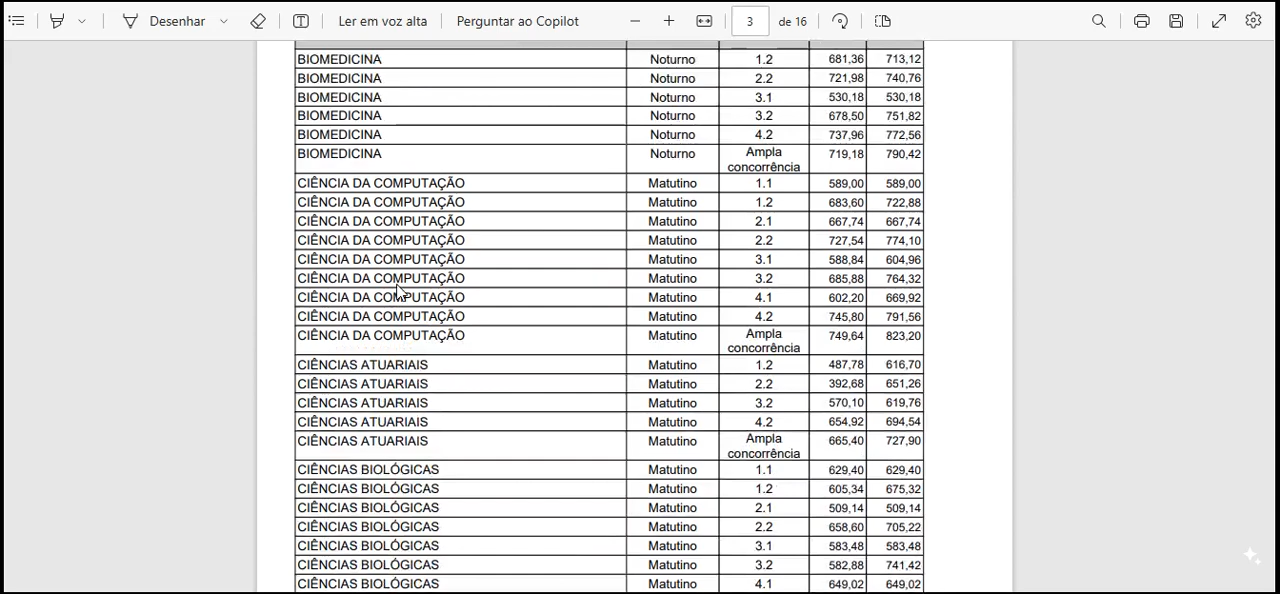 Desenhar Ler em voz alta Perguntar ao Copilot 3 de 16
BIOMEDICINA Noturno 1.2 681,36 713,12
BIOMEDICINA Noturno 2.2 721,98 740,76
BIOMEDICINA Noturno 3.1 530,18 530,18
BIOMEDICINA Noturno 3.2 678,50 751,82
BIOMEDICINA Noturno 4.2 737,96 772,56
BIOMEDICINA Noturno Ampla concorrência 719,18 790,42
CIÊNCIA DA COMPUTAÇÃO Matutino 1.1 589,00 589,00
CIÊNCIA DA COMPUTAÇÃO Matutino 1.2 683,60 722,88
CIÊNCIA DA COMPUTAÇÃO Matutino 2.1 667,74 667,74
CIÊNCIA DA COMPUTAÇÃO Matutino 2.2 727,54 774,10
CIÊNCIA DA COMPUTAÇÃO Matutino 3.1 588,84 604,96
CIÊNCIA DA COMPUTAÇÃO Matutino 3.2 685,88 764,32
CIÊNCIA DA COMPUTAÇÃO Matutino 4.1 602,20 669,92
CIÊNCIA DA COMPUTAÇÃO Matutino 4.2 745,80 791,56
CIÊNCIA DA COMPUTAÇÃO Matutino Ampla concorrência 749,64 823,20
CIÊNCIAS ATUARIAIS Matutino 1.2 487,78 616,70
CIÊNCIAS ATUARIAIS Matutino 2.2 392,68 651,26
CIÊNCIAS ATUARIAIS Matutino 3.2 570,10 619,76
CIÊNCIAS ATUARIAIS Matutino 4.2 654,92 694,54
CIÊNCIAS ATUARIAIS Matutino Ampla concorrência 665,40 727,90
CIÊNCIAS BIOLÓGICAS Matutino 1.1 629,40 629,40
CIÊNCIAS BIOLÓGICAS Matutino 1.2 605,34 675,32
CIÊNCIAS BIOLÓGICAS Matutino 2.1 509,14 509,14
CIÊNCIAS BIOLÓGICAS Matutino 2.2 658,60 705,22
CIÊNCIAS BIOLÓGICAS Matutino 3.1 583,48 583,48
CIÊNCIAS BIOLÓGICAS Matutino 3.2 582,88 741,42
CIÊNCIAS BIOLÓGICAS Matutino 4.1 649,02 649,02